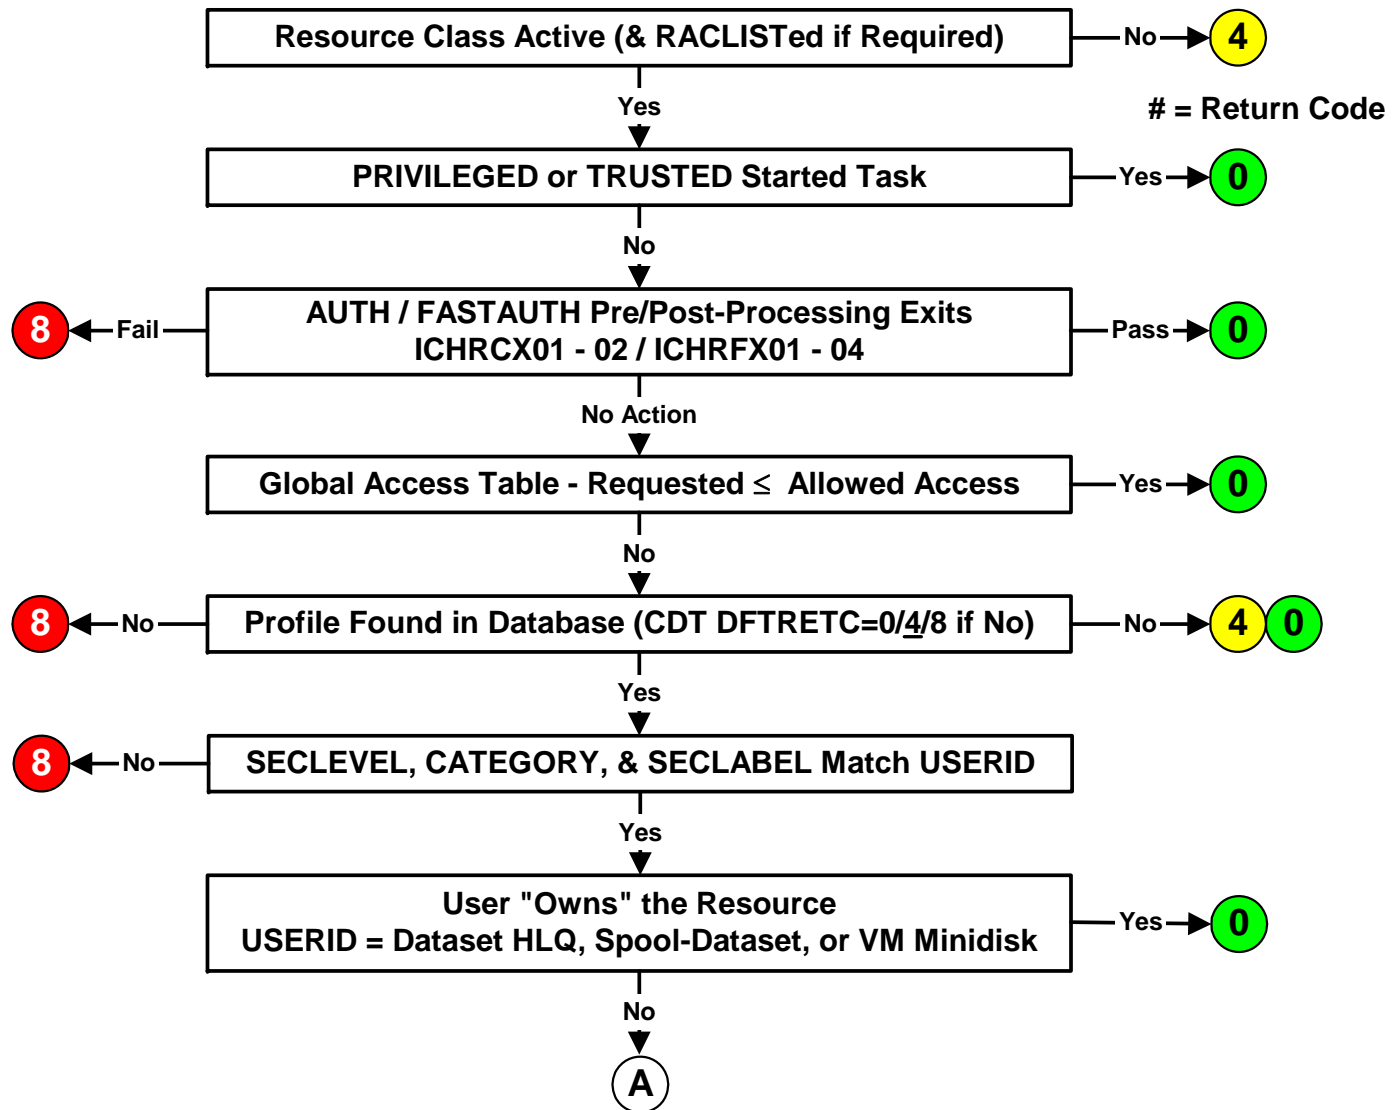 Resource Class Active (& RACLISTed if Required)
No
4
Yes
# = Return Code
PRIVILEGED or TRUSTED Started Task
Yes
0
No
8
Fail
AUTH / FASTAUTH Pre/Post-Processing Exits
ICHRCX01 - 02 / ICHRFX01 - 04
Pass
0
No Action
Global Access Table - Requested ≤ Allowed Access
Yes
0
No
8
No
Profile Found in Database (CDT DFTRETC=0/4/8 if No)
No
4 0
Yes
8
No
SECLEVEL, CATEGORY, & SECLABEL Match USERID
Yes
User "Owns" the Resource
USERID = Dataset HLQ, Spool-Dataset, or VM Minidisk
Yes
0
No
A